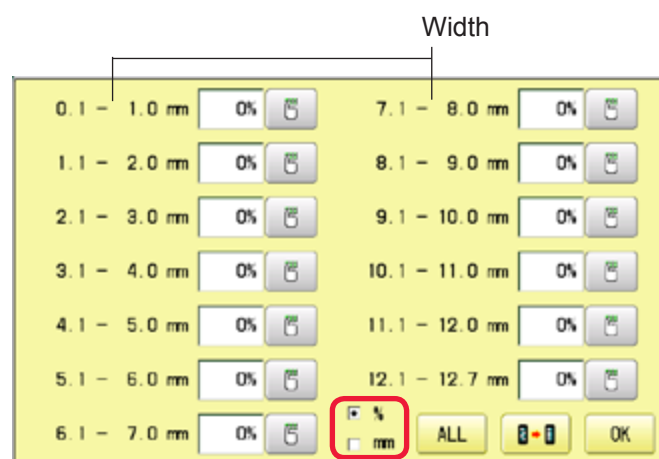 Width
0.1 - 1.0 mm 0% 7.1 - 8.0 mm 0%
1.1 - 2.0 mm 0% 8.1 - 9.0 mm 0%
2.1 - 3.0 mm 0% 9.1 - 10.0 mm 0%
3.1 - 4.0 mm 0% 10.1 - 11.0 mm 0%
4.1 - 5.0 mm 0% 11.1 - 12.0 mm 0%
5.1 - 6.0 mm 0% 12.1 - 12.7 mm 0%
%
6.1 - 7.0 mm 0% mm ALL OK